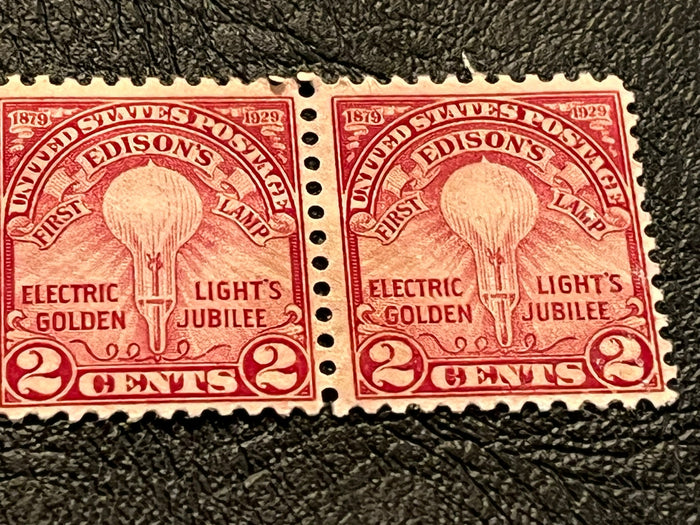 1879 1929
UNITED STATES POSTAGE
EDISON'S
FIRST LAMP
ELECTRIC LIGHT'S
GOLDEN JUBILEE
2 CENTS 2
1879 1929
UNITED STATES POSTAGE
EDISON'S
FIRST LAMP
ELECTRIC LIGHT'S
GOLDEN JUBILEE
2 CENTS 2